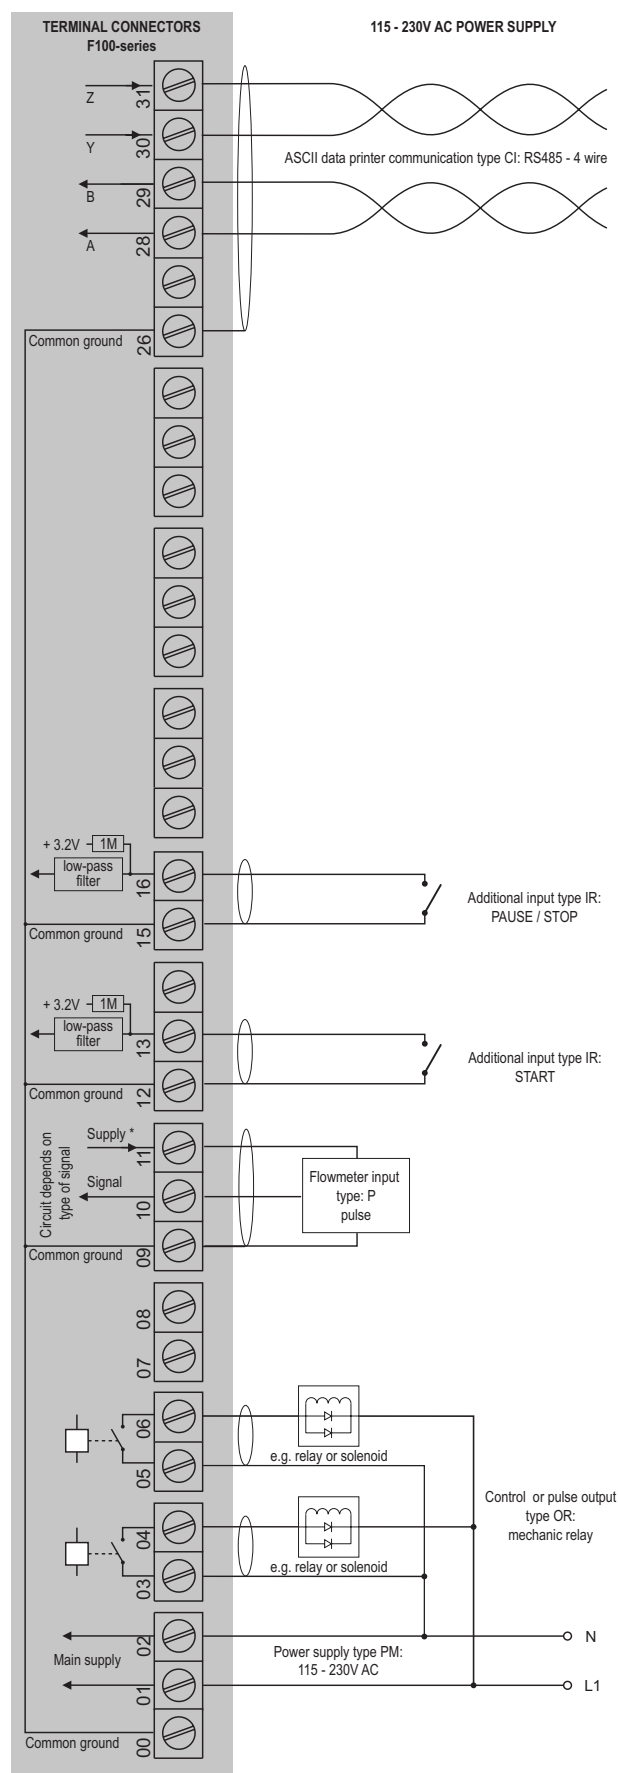 TERMINAL CONNECTORS
F100-series
115 - 230V AC POWER SUPPLY
Z
31
Y
30
ASCII data printer communication type CI: RS485 - 4 wire
B
29
A
28
Common ground
26
+ 3.2V
1M
low-pass
filter
16
Additional input type IR:
PAUSE / STOP
Common ground
15
+ 3.2V
1M
low-pass
filter
13
Additional input type IR:
START
Common ground
12
Circuit depends on
type of signal
Supply *
11
Signal
10
Flowmeter input
type: P
pulse
Common ground
09
08
07
06
e.g. relay or solenoid
05
Control or pulse output
type OR:
mechanic relay
04
e.g. relay or solenoid
03
02
N
Main supply
Power supply type PM:
115 - 230V AC
01
L1
Common ground
00